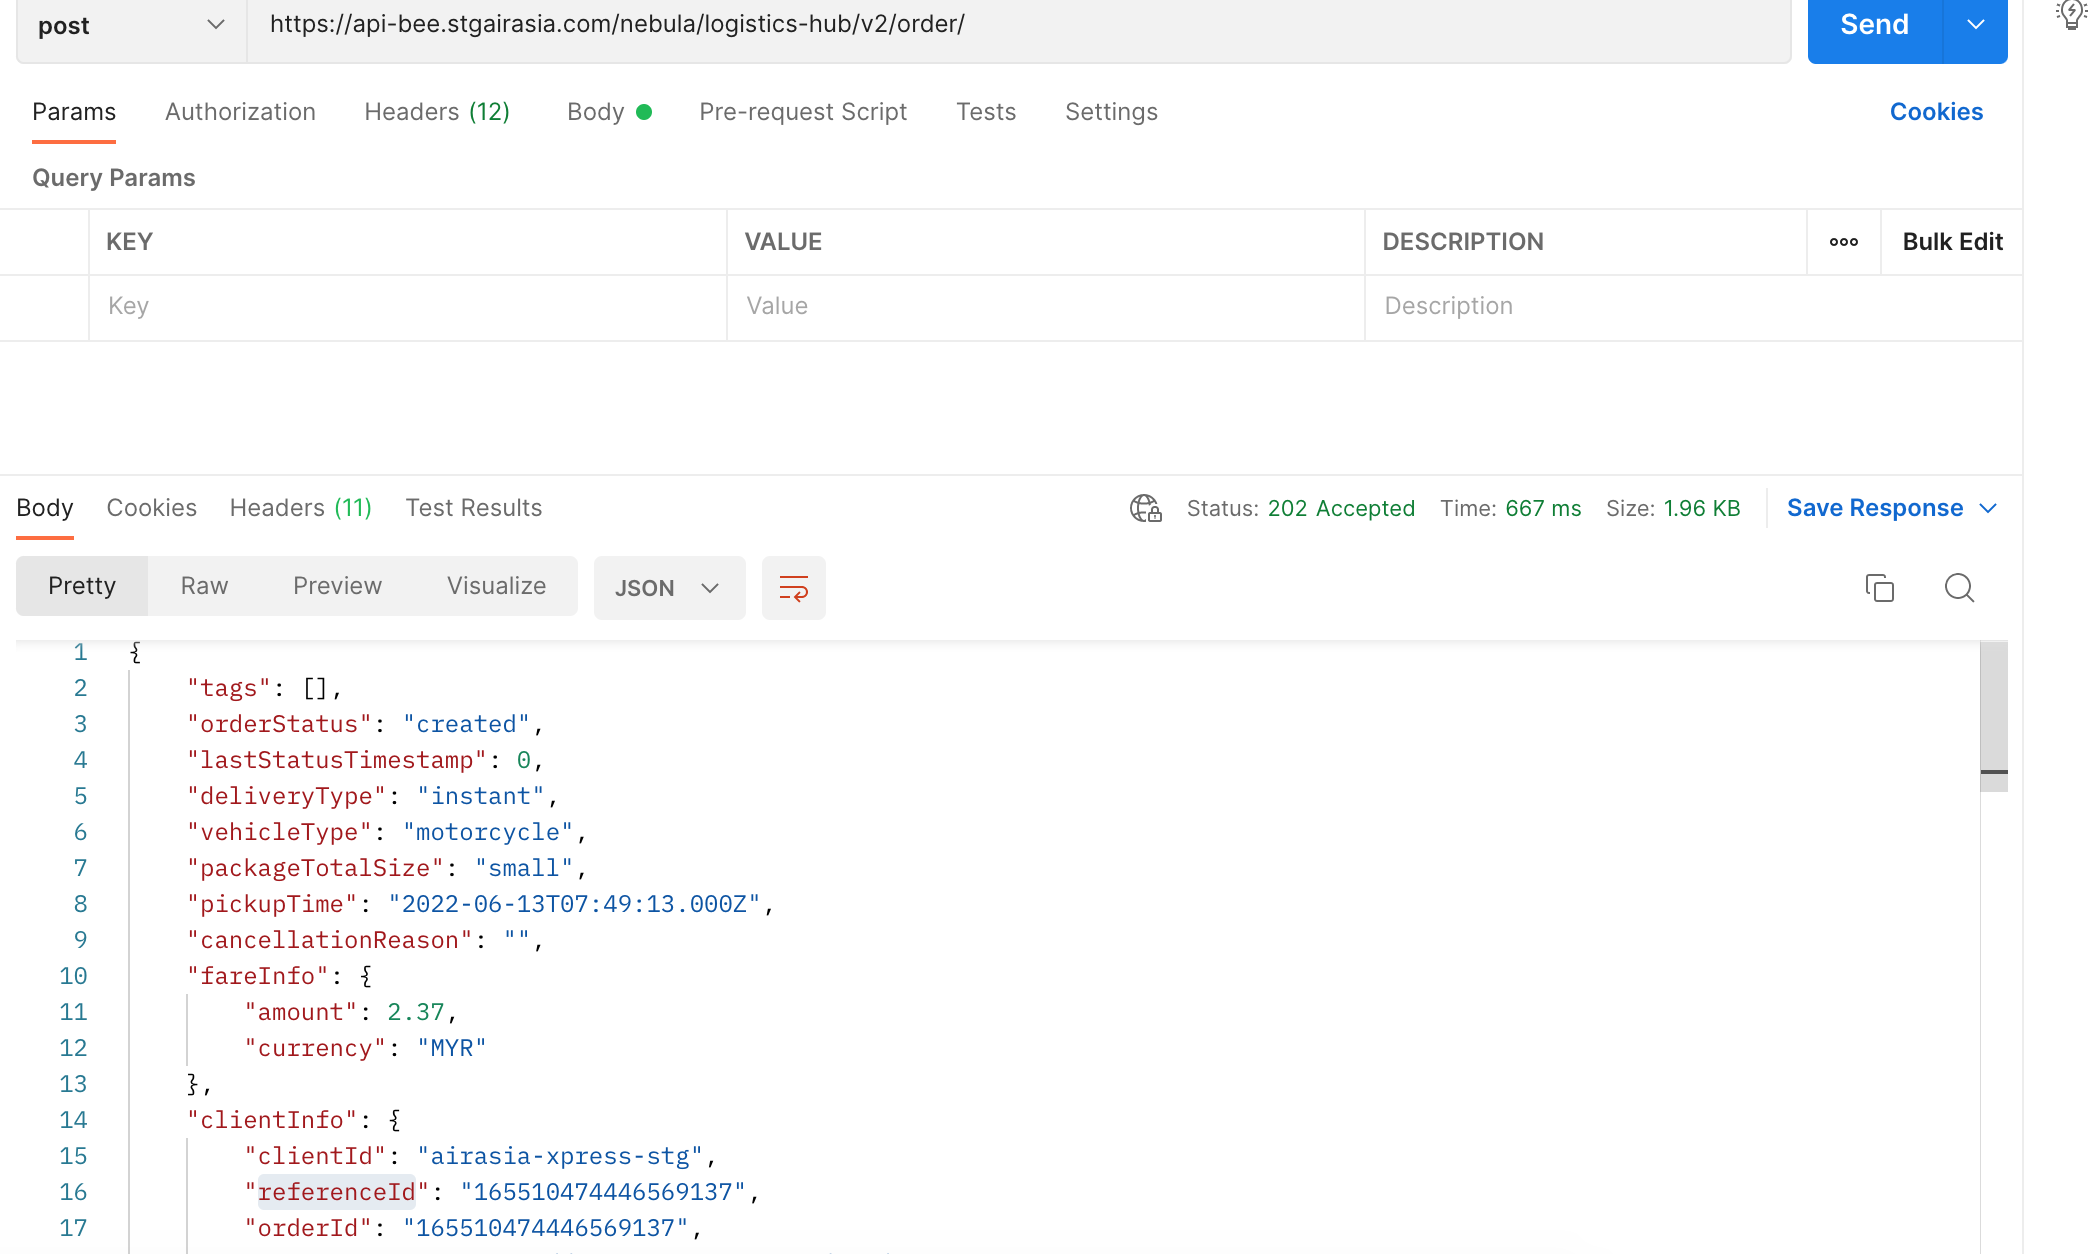 post https://api-bee.stgairasia.com/nebula/logistics-hub/v2/order/ Send
Params Authorization Headers (12) Body Pre-request Script Tests Settings Cookies
Query Params
KEY VALUE DESCRIPTION Bulk Edit
Key Value Description
Body Cookies Headers (11) Test Results Status: 202 Accepted Time: 667 ms Size: 1.96 KB Save Response
Pretty Raw Preview Visualize JSON
1 {
2 "tags": [],
3 "orderStatus": "created",
4 "lastStatusTimestamp": 0,
5 "deliveryType": "instant",
6 "vehicleType": "motorcycle",
7 "packageTotalSize": "small",
8 "pickupTime": "2022-06-13T07:49:13.000Z",
9 "cancellationReason": "",
10 "fareInfo": {
11 "amount": 2.37,
12 "currency": "MYR"
13 },
14 "clientInfo": {
15 "clientId": "airasia-xpress-stg",
16 "referenceId": "165510474446569137",
17 "orderId": "165510474446569137",